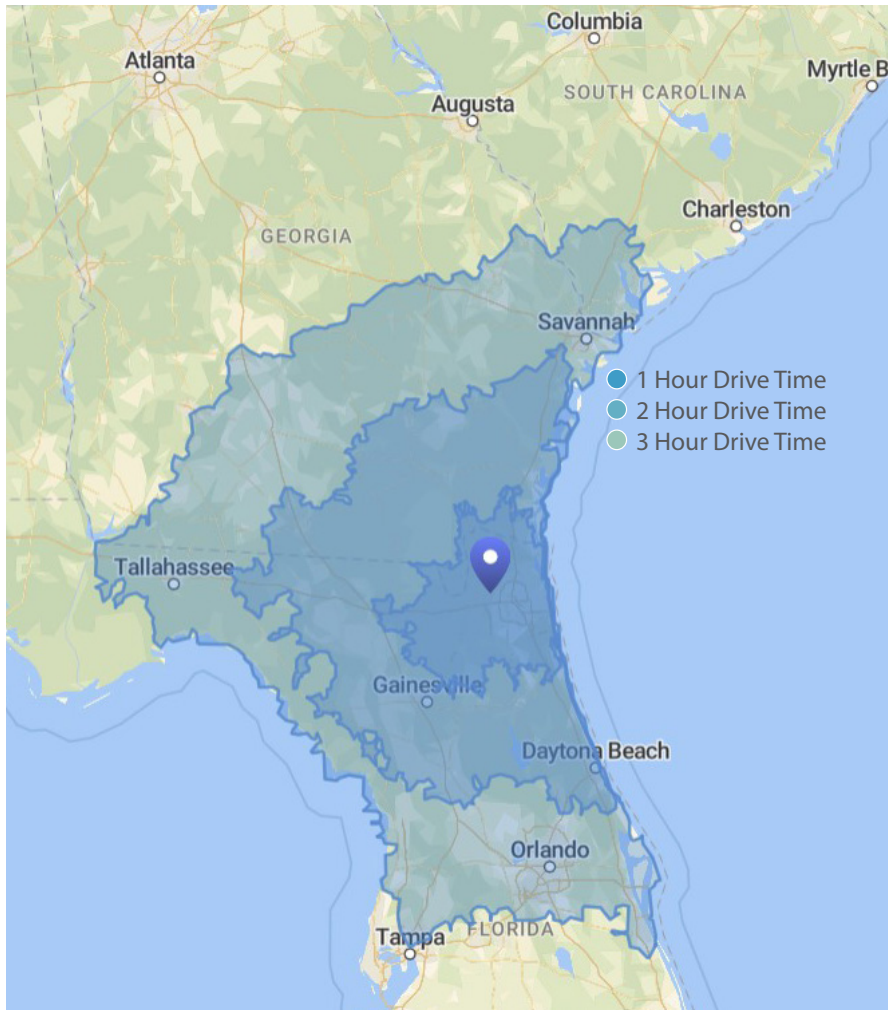 Columbia
Atlanta
Myrtle B
SOUTH CAROLINA
Augusta
Charleston
GEORGIA
Savannah
1 Hour Drive Time
2 Hour Drive Time
3 Hour Drive Time
Tallahassee
Gainesville
Daytona Beach
Orlando
FLORIDA
Tampa